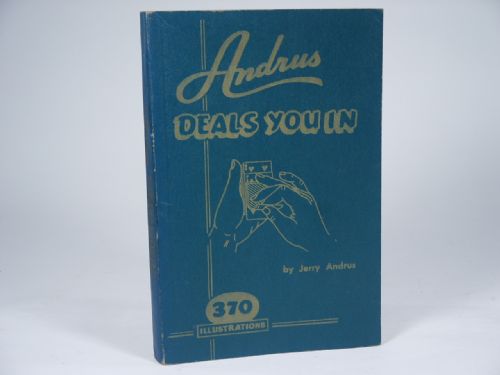 Andrus
DEALS YOU IN
by Jerry Andrus
370
ILLUSTRATIONS